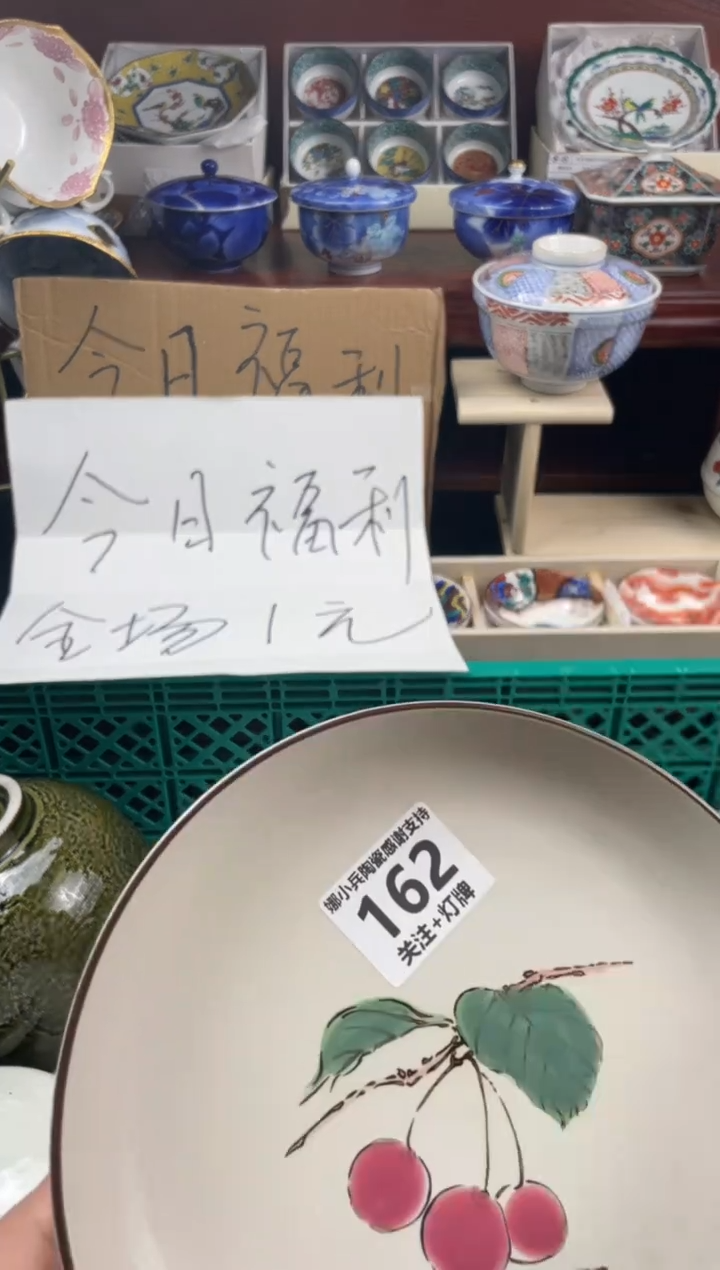 今日福利
今日福利
全场1元
娜小兵陶瓷感谢支持
162
关注+灯牌